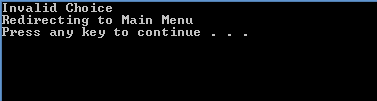 Invalid Choice
Redirecting to Main Menu
Press any key to continue . . .